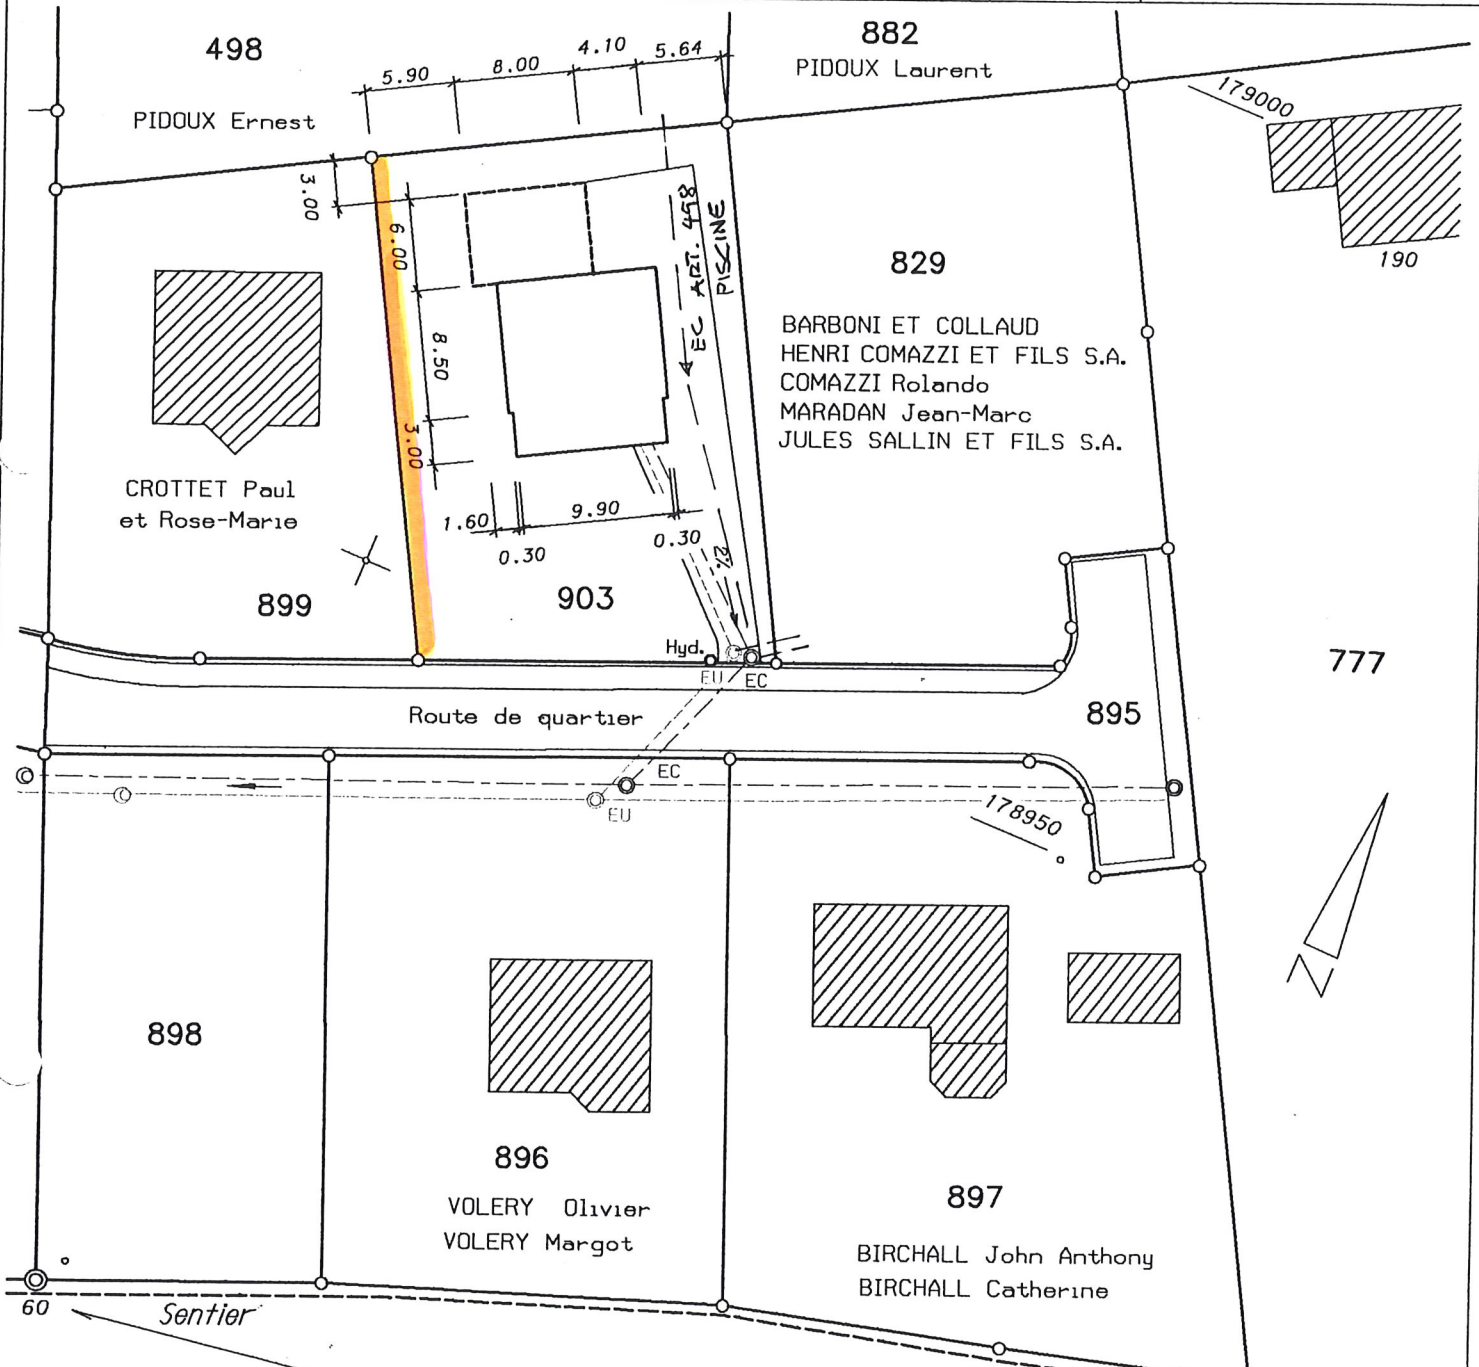 498
882
4.10
5.64
8.00
5.90
PIDOUX Laurent
PIDOUX Ernest
179000
3.00
6.00
EC ART. 498
PISCINE
829
190
BARBONI ET COLLAUD
HENRI COMAZZI ET FILS S.A.
COMAZZI Rolando
MARADAN Jean-Marc
JULES SALLIN ET FILS S.A.
8.50
3.00
CROTTET Paul
et Rose-Marie
1.60
9.90
0.30
0.30
2%
899
903
Hyd.
EU
EC
777
Route de quartier
895
EC
EU
178950
N
898
896
VOLERY Olivier
VOLERY Margot
897
BIRCHALL John Anthony
BIRCHALL Catherine
60
Sentier